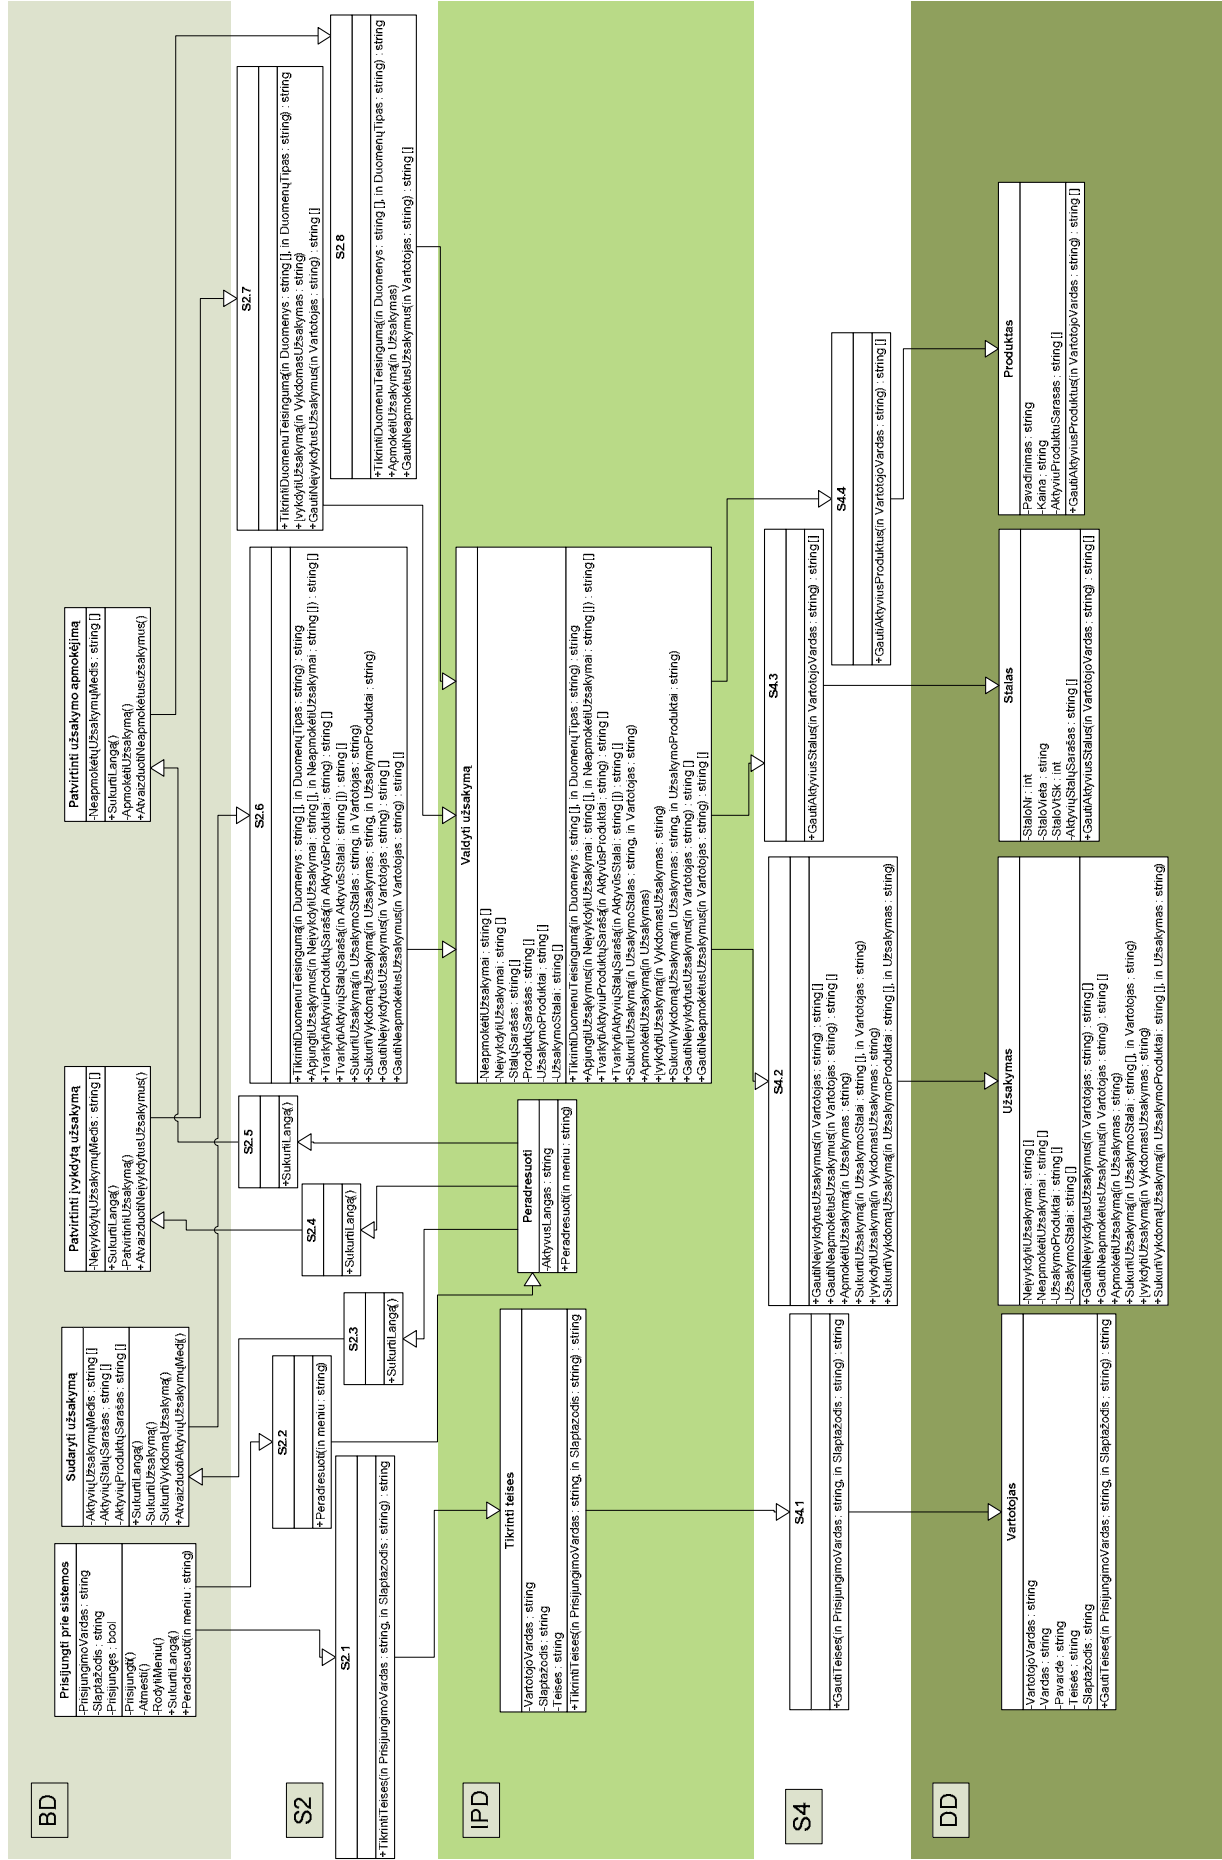 BD
Prisijungti prie sistemos
-PrisijungimoVardas : string
-Slaptažodis : string
-Prisijungęs : bool
-Prisijungti()
-Atmesti()
-RodytiMeniu()
+SukurtiLangą()
+Peradresuoti(in meniu : string)
Sudaryti užsakymą
-AktyviųUžsakymųMedis : string []
-AktyviųStalųSarašas : string []
-AktyviųProduktųSarašas : string []
+SukurtiLangą()
-SukurtiUžsakymą()
-SukurtiVykdomąUžsakymą()
+AtvaizduotiAktyviųUžsakymųMedį()
Patvirtinti įvykdytą užsakymą
-NeįvykdytųUžsakymųMedis : string []
+SukurtiLangą()
-PatvirtintiUžsakymą()
+AtvaizduotiNeįvykdytusUžsakymus()
Patvirtinti užsakymo apmokėjimą
-NeapmokėtųUžsakymųMedis : string []
+SukurtiLangą()
-ApmokėtiUžsakymą()
+AtvaizduotiNeapmokėtusužsakymus()
S2
S2.1
+TikrintiTeises(in PrisijungimoVardas : string, in Slaptazodis : string) : string
S2.2
+Peradresuoti(in meniu : string)
S2.3
+SukurtiLangą()
S2.4
+SukurtiLangą()
S2.5
+SukurtiLangą()
S2.6
+TikrintiDuomenuTeisingumą(in Duomenys : string [], in DuomenųTipas : string) : string
+ApjungtiUžsąkymus(in NeįvykdytiUžsakymai : string [], in NeapmokėtiUžsakymai : string []) : string []
+TvarkytiAktyviuProduktųSarašą(in AktyvūsProduktai : string) : string []
+TvarkytiAktyviųStalųSarašą(in AktyvūsStalai : string []) : string []
+SukurtiUžsakymą(in UžsakymoStalas : string, in Vartotojas : string)
+SukurtiVykdomąUžsakymą(in Užsakymas : string, in UžsakymoProduktai : string)
+GautiNeįvykdytusUžsakymus(in Vartotojas : string) : string []
+GautiNeapmokėtusUžsakymus(in Vartotojas : string) : string []
S2.7
+TikrintiDuomenuTeisingumą(in Duomenys : string [], in DuomenųTipas : string) : string
+ĮvykdytiUžsakymą(in VykdomasUžsakymas : string)
+GautiNeįvykdytusUžsakymus(in Vartotojas : string) : string []
S2.8
+TikrintiDuomenuTeisingumą(in Duomenys : string [], in DuomenųTipas : string) : string
+ApmokėtiUžsakymą(in Užsakymas)
+GautiNeapmokėtusUžsakymus(in Vartotojas : string) : string []
IPD
Tikrinti teises
-VartotojoVardas : string
-Slaptažodis : string
-Teisės : string
+TikrintiTeises(in PrisijungimoVardas : string, in Slaptazodis : string) : string
Peradresuoti
-AktyvusLangas : string
+Peradresuoti(in meniu : string)
Valdyti užsakymą
-NeapmokėtiUžsakymai : string []
-NeįvykdytiUžsakymai : string []
-StalųSarašas : string []
-ProduktųSarašas : string []
-UžsakymoProduktai : string []
-UžsakymoStalai : string []
+TikrintiDuomenuTeisingumą(in Duomenys : string [], in DuomenųTipas : string) : string
+ApjungtiUžsąkymus(in NeįvykdytiUžsakymai : string [], in NeapmokėtiUžsakymai : string []) : string []
+TvarkytiAktyviuProduktųSarašą(in AktyvūsProduktai : string) : string []
+TvarkytiAktyviųStalųSarašą(in AktyvūsStalai : string []) : string []
+SukurtiUžsakymą(in UžsakymoStalas : string, in Vartotojas : string)
+ApmokėtiUžsakymą(in Užsakymas)
+ĮvykdytiUžsakymą(in VykdomasUžsakymas : string)
+SukurtiVykdomąUžsakymą(in Užsakymas : string, in UžsakymoProduktai : string)
+GautiNeįvykdytusUžsakymus(in Vartotojas : string) : string []
+GautiNeapmokėtusUžsakymus(in Vartotojas : string) : string []
S4
S4.1
+GautiTeises(in PrisijungimoVardas : string, in Slaptazodis : string) : string
S4.2
+GautiNeįvykdytusUžsakymus(in Vartotojas : string) : string []
+GautiNeapmokėtusUžsakymus(in Vartotojas : string) : string []
+ApmokėtiUžsakymą(in Užsakymas : string)
+SukurtiUžsakymą(in UžsakymoStalai : string [], in Vartotojas : string)
+ĮvykdytiUžsakymą(in VykdomasUžsakymas : string)
+SukurtiVykdomąUžsakymą(in UžsakymoProduktai : string [], in Užsakymas : string)
S4.3
+GautiAktyviusStalus(in VartotojoVardas : string) : string []
S4.4
+GautiAktyviusProduktus(in VartotojoVardas : string) : string []
DD
Vartotojas
-VartotojoVardas : string
-Vardas : string
-Pavardė : string
-Teisės : string
-Slaptažodis : string
+GautiTeises(in PrisijungimoVardas : string, in Slaptazodis : string) : string
Užsakymas
-NeįvykdytiUžsakymai : string []
-NeapmokėtiUžsakymai : string []
-UžsakymoProduktai : string []
-UžsakymoStalai : string []
+GautiNeįvykdytusUžsakymus(in Vartotojas : string) : string []
+GautiNeapmokėtusUžsakymus(in Vartotojas : string) : string []
+ApmokėtiUžsakymą(in Užsakymas : string)
+SukurtiUžsakymą(in UžsakymoStalai : string [], in Vartotojas : string)
+ĮvykdytiUžsakymą(in VykdomasUžsakymas : string)
+SukurtiVykdomąUžsakymą(in UžsakymoProduktai : string [], in Užsakymas : string)
Stalas
-StaloNr : int
-StaloVieta : string
-StaloVtSk : int
-AktyviųStalųSarašas : string []
+GautiAktyviusStalus(in VartotojoVardas : string) : string []
Produktas
-Pavadinimas : string
-Kaina : string
-AktyviuProduktuSarasas : string []
+GautiAktyviusProduktus(in VartotojoVardas : string) : string []